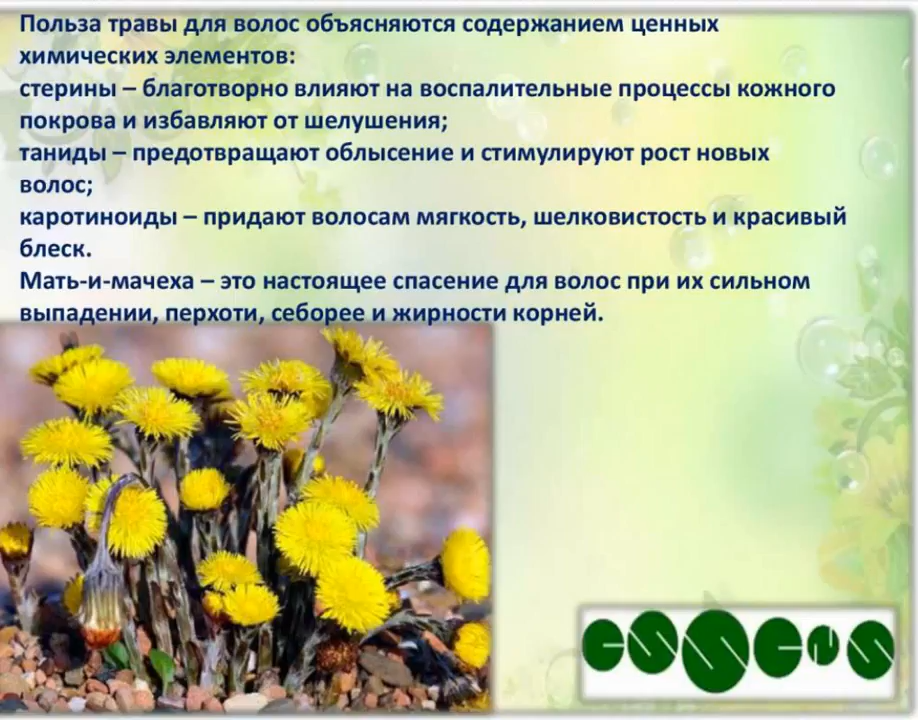 Польза травы для волос объясняются содержанием ценных
химических элементов:
стерины – благотворно влияют на воспалительные процессы кожного
покрова и избавляют от шелушения;
таниды – предотвращают облысение и стимулируют рост новых
волос;
каротиноиды – придают волосам мягкость, шелковистость и красивый
блеск.
Мать-и-мачеха – это настоящее спасение для волос при их сильном
выпадении, перхоти, себорее и жирности корней.